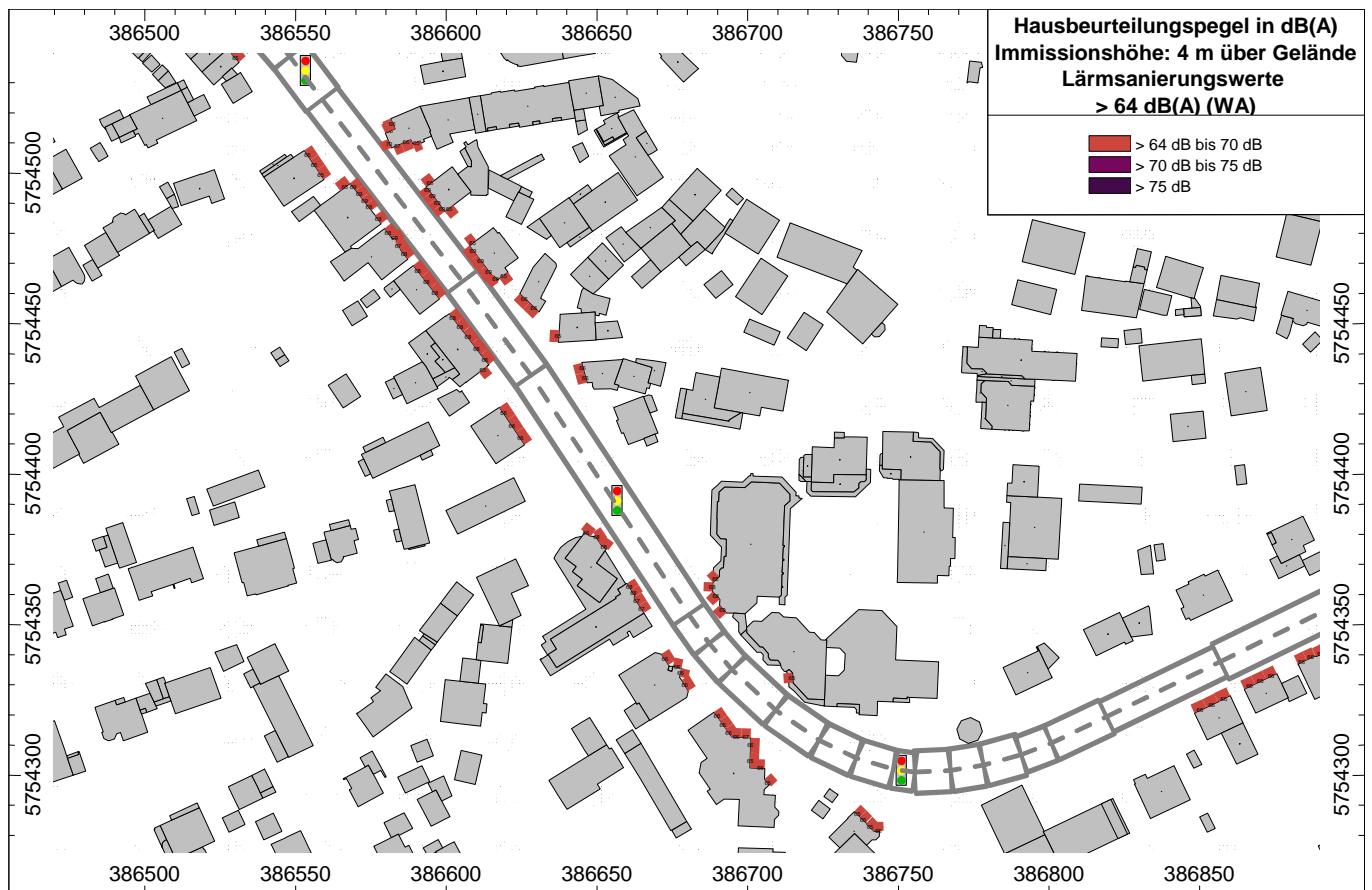 386500 386550 386600 386650 386700 386750
Hausbeurteilungspegel in dB(A)
Immissionshöhe: 4 m über Gelände
Lärmsanierungswerte
> 64 dB(A) (WA)
> 64 dB bis 70 dB
> 70 dB bis 75 dB
> 75 dB
5754500
5754450 5754450
5754400 5754400
5754350 5754350
5754300 5754300
386500 386550 386600 386650 386700 386750 386800 386850